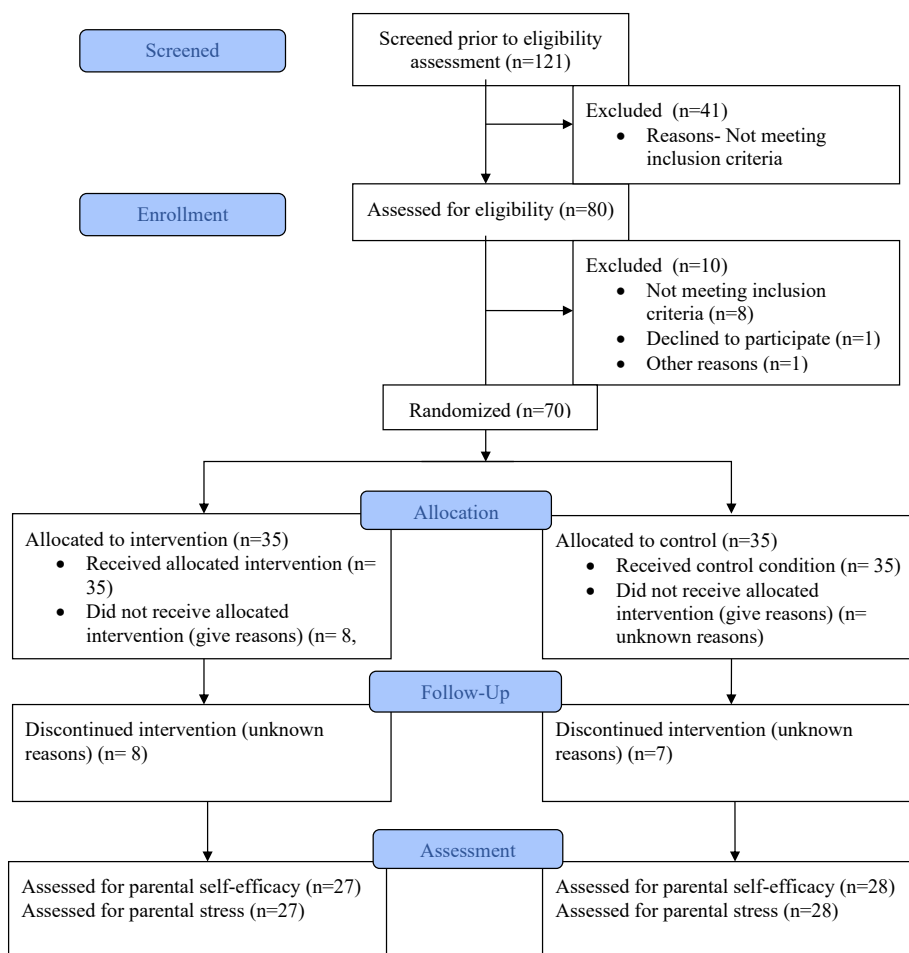 Screened
Screened prior to eligibility
assessment (n=121)
Excluded (n=41)
• Reasons- Not meeting
inclusion criteria
Enrollment
Assessed for eligibility (n=80)
Excluded (n=10)
• Not meeting inclusion
criteria (n=8)
• Declined to participate (n=1)
• Other reasons (n=1)
Randomized (n=70)
Allocation
Allocated to intervention (n=35)
• Received allocated intervention (n=
35)
• Did not receive allocated
intervention (give reasons) (n= 8,
Allocated to control (n=35)
• Received control condition (n= 35)
• Did not receive allocated
intervention (give reasons) (n=
unknown reasons)
Follow-Up
Discontinued intervention (unknown
reasons) (n= 8)
Discontinued intervention (unknown
reasons) (n=7)
Assessment
Assessed for parental self-efficacy (n=27)
Assessed for parental stress (n=27)
Assessed for parental self-efficacy (n=28)
Assessed for parental stress (n=28)